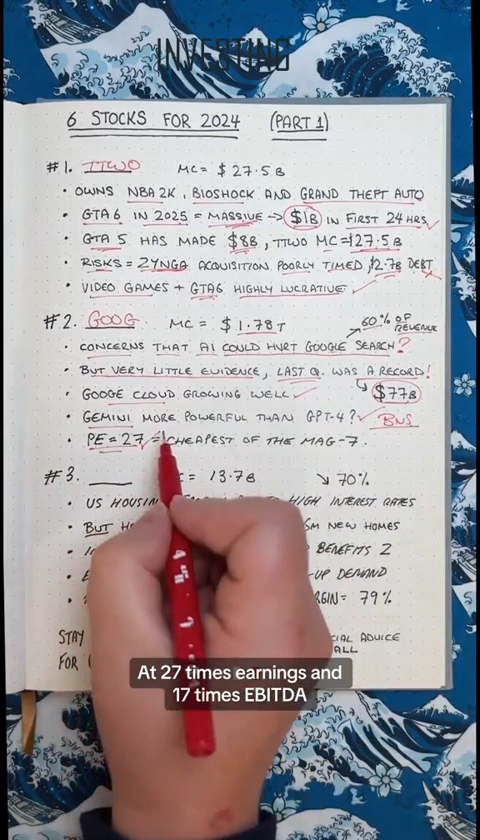 INVESTING
6 STOCKS FOR 2024 (PART 1)
#1. TTWO MC = $27.5B
• OWNS NBA 2K, BIOSHOCK AND GRAND THEFT AUTO
• GTA 6 IN 2025 = MASSIVE → $1B IN FIRST 24 HRS
• GTA 5 HAS MADE $8B, TTWO MC = $27.5B
• RISKS = ZYNGA ACQUISITION POORLY TIMED $2.7B DEBT
• VIDEO GAMES + GTA6 HIGHLY LUCRATIVE
#2. GOOG MC = $1.78T 60% OF REVENUE
• CONCERNS THAT AI COULD HURT GOOGLE SEARCH?
• BUT VERY LITTLE EVIDENCE, LAST Q. WAS A RECORD!
• GOOGE CLOUD GROWING WELL $77B
• GEMINI MORE POWERFUL THAN GPT-4? BNS
• PE = 27 = CHEAPEST OF THE MAG-7.
#3. ____ = 13.7B ↘ 70%
• US HIGH INTEREST RATES
• BUT NEW HOMES
• BENEFITS Z
• -UP DEMAND
• = 79%
STAY ADVICE
FOR
At 27 times earnings and
17 times EBITDA